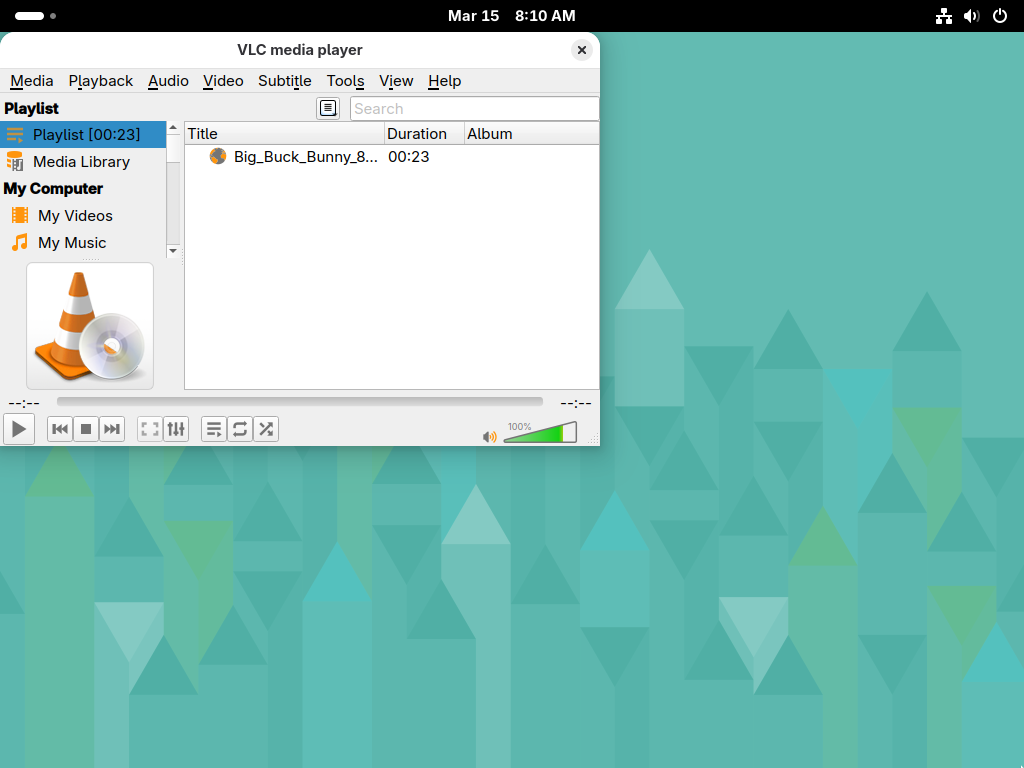 Mar 15 8:10 AM
VLC media player
Media Playback Audio Video Subtitle Tools View Help
Playlist
Search
Playlist [00:23]
Media Library
My Computer
My Videos
My Music
Title Duration Album
Big_Buck_Bunny_8... 00:23
--:-- --:--
100%